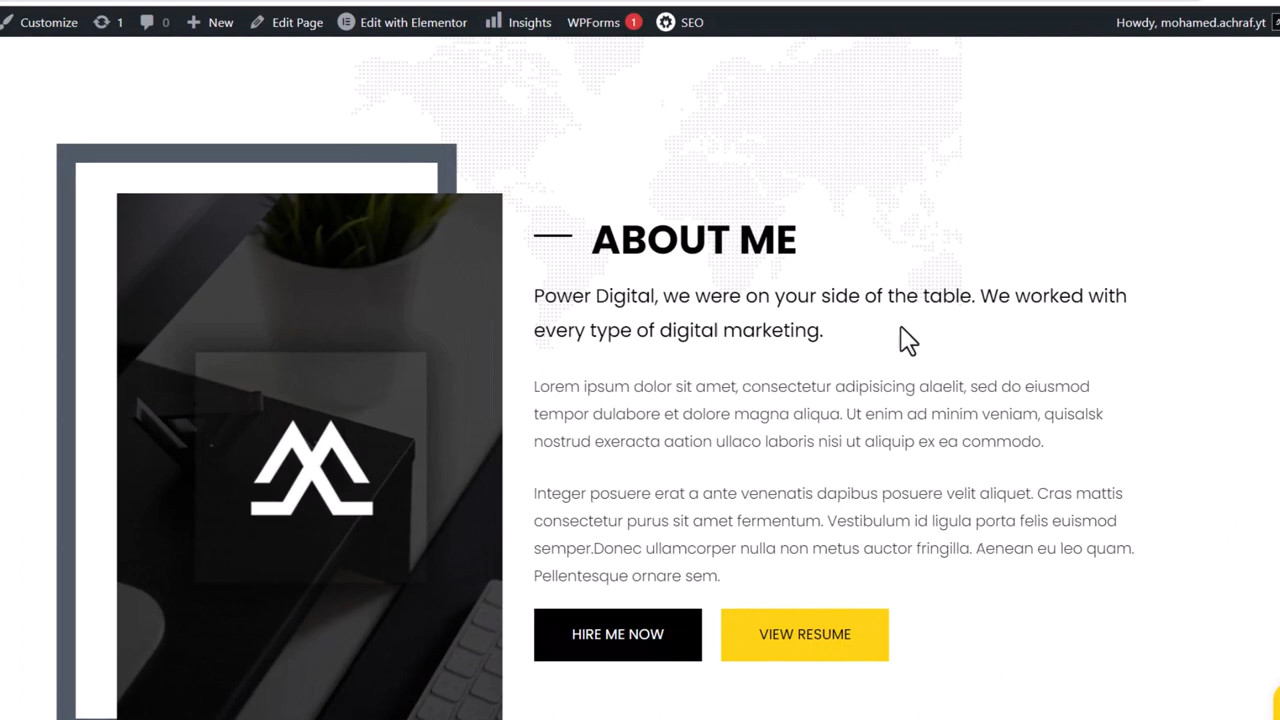 Customize 1 0 New Edit Page Edit with Elementor Insights WPForms 1 SEO Howdy, mohamed.achraf.yt
ABOUT ME
Power Digital, we were on your side of the table. We worked with
every type of digital marketing.
Lorem ipsum dolor sit amet, consectetur adipisicing alaelit, sed do eiusmod
tempor dulabore et dolore magna aliqua. Ut enim ad minim veniam, quisalsk
nostrud exeracta aation ullaco laboris nisi ut aliquip ex ea commodo.
Integer posuere erat a ante venenatis dapibus posuere velit aliquet. Cras mattis
consectetur purus sit amet fermentum. Vestibulum id ligula porta felis euismod
semper.Donec ullamcorper nulla non metus auctor fringilla. Aenean eu leo quam.
Pellentesque ornare sem.
HIRE ME NOW VIEW RESUME